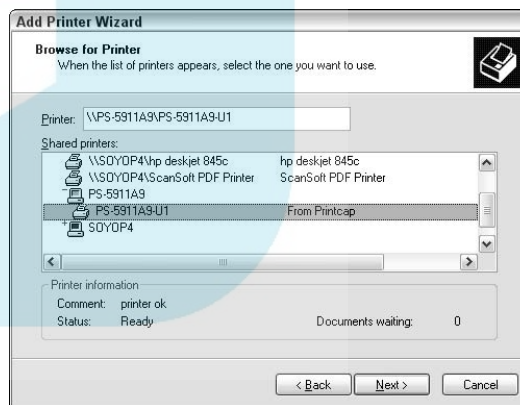 Add Printer Wizard
Browse for Printer
When the list of printers appears, select the one you want to use.
Printer: \\PS-5911A9\PS-5911A9-U1
Shared printers:
\\SOYOP4\hp deskjet 845c hp deskjet 845c
\\SOYOP4\ScanSoft PDF Printer ScanSoft PDF Printer
PS-5911A9
PS-5911A9-U1 From Printcap
SOYOP4
Printer information
Comment: printer ok
Status: Ready Documents waiting: 0
< Back Next > Cancel